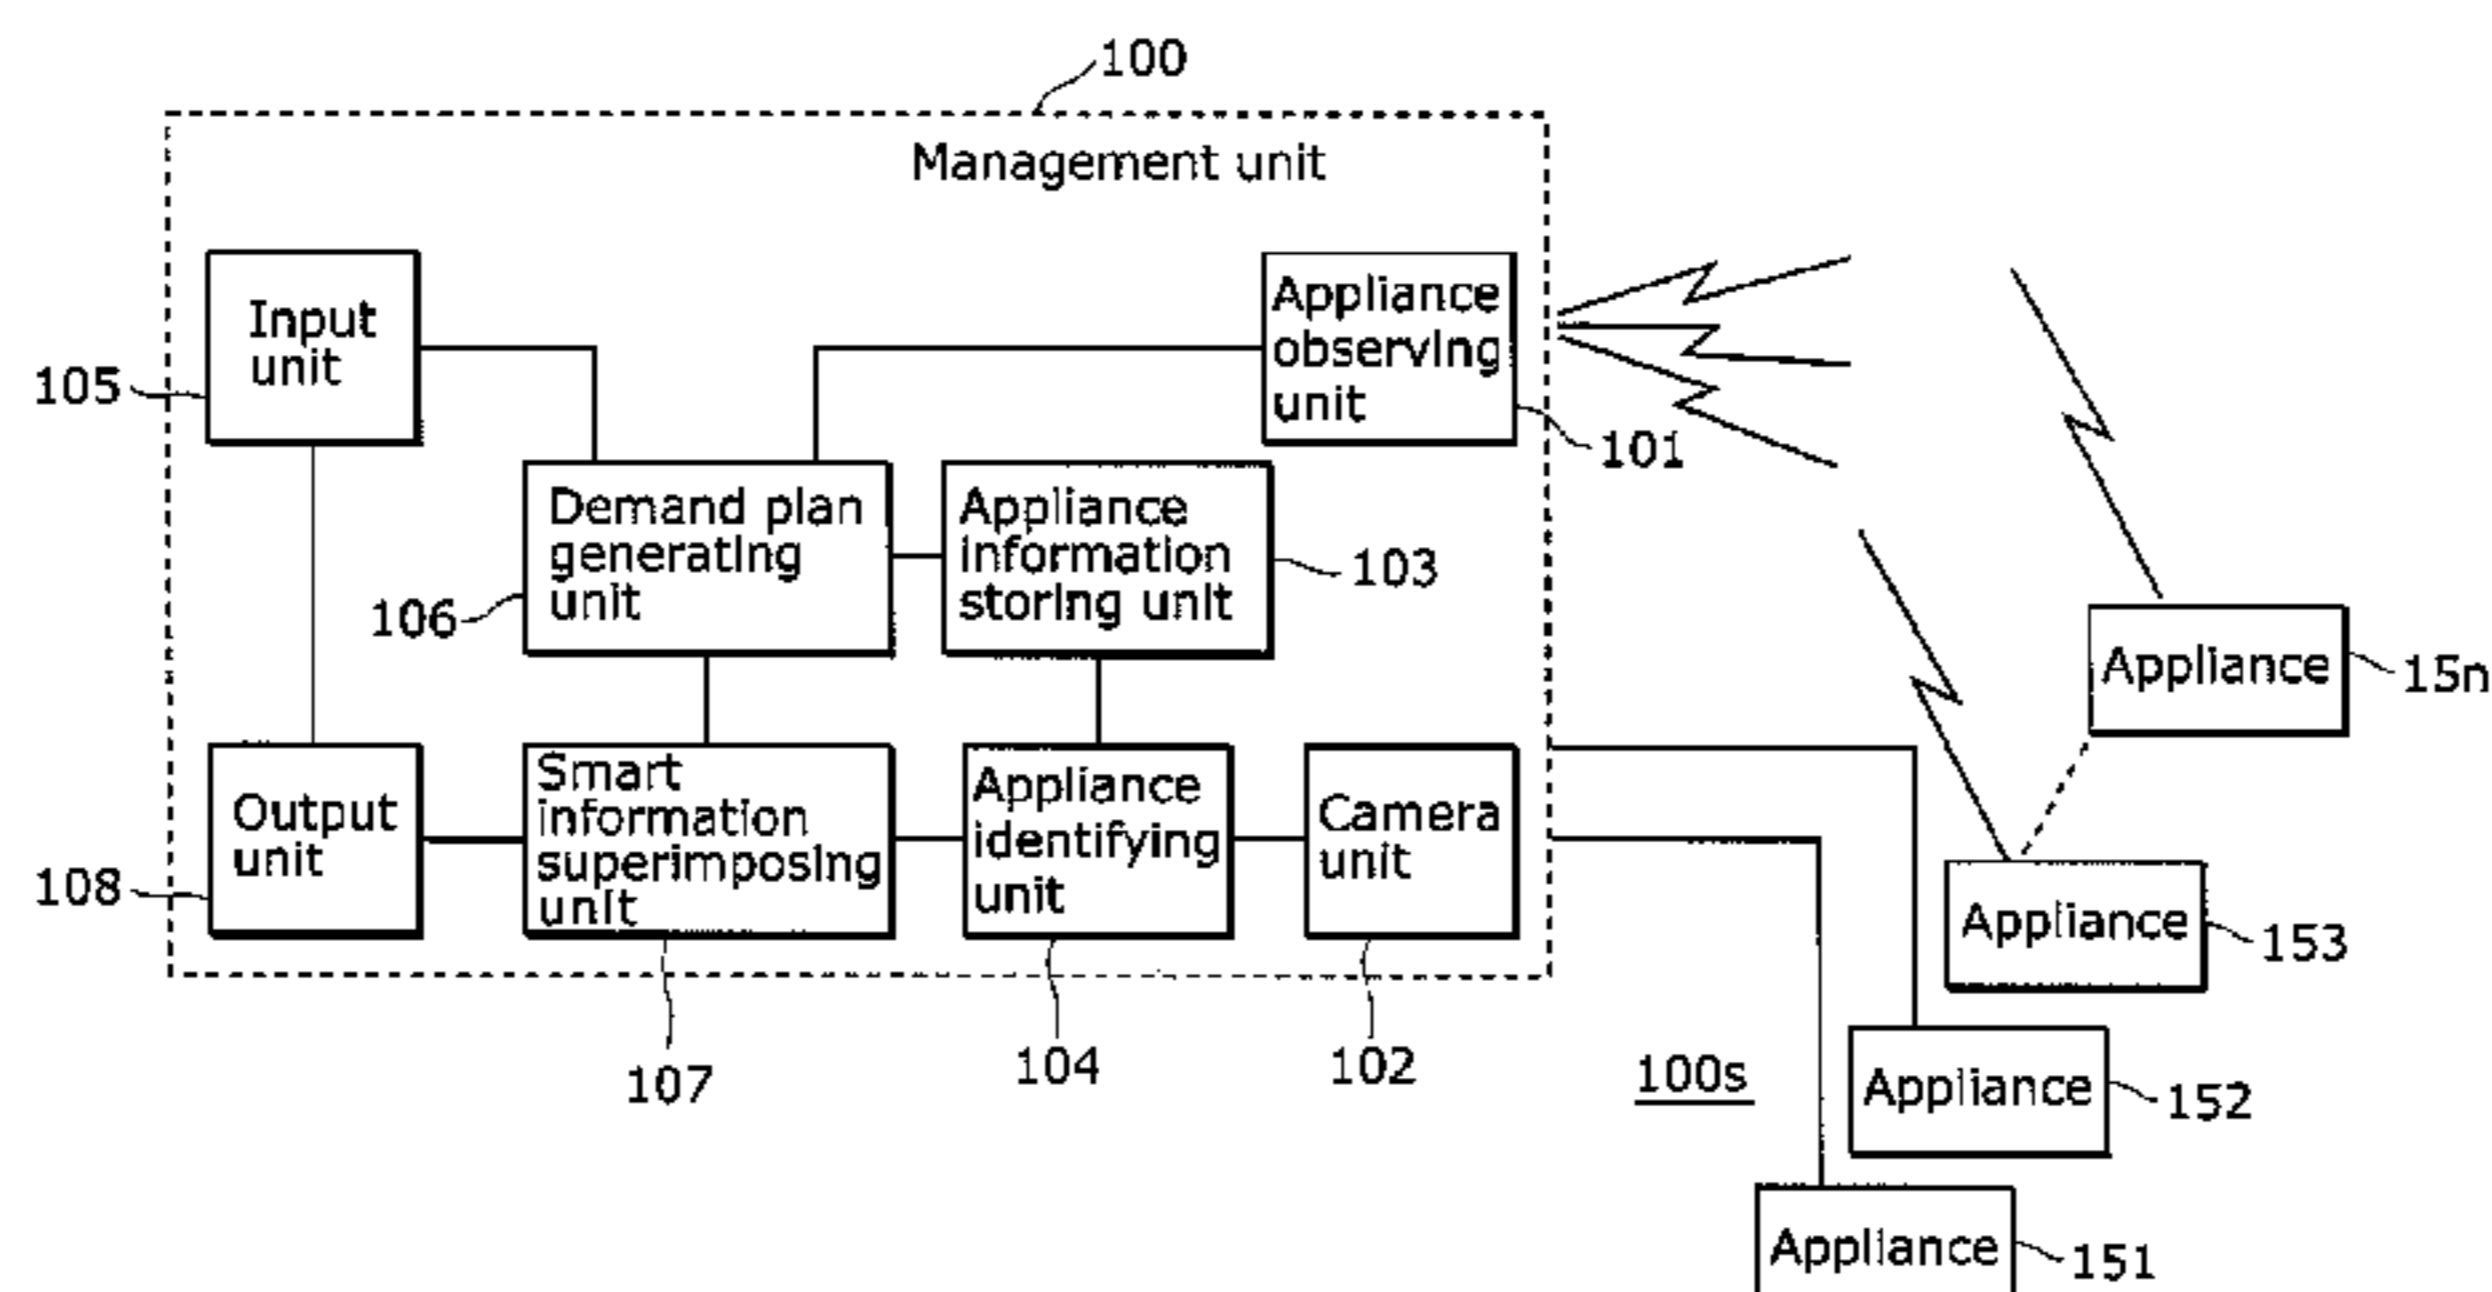 100
Management unit
Input
unit
105
Appliance
observing
unit
101
Demand plan
generating
unit
106
Appliance
information
storing unit
103
Output
unit
108
Smart
information
superimposing
unit
107
Appliance
identifying
unit
104
Camera
unit
102
Appliance
15n
Appliance
153
100s
Appliance
152
Appliance
151